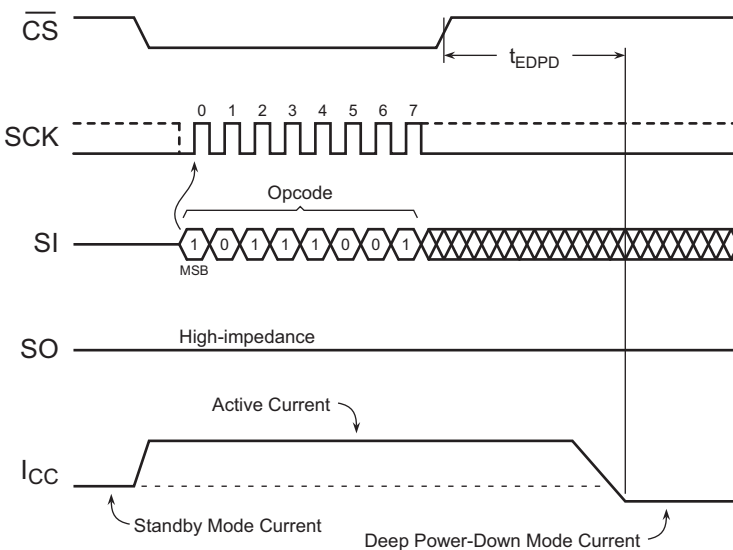 CS
tEDPD
0 1 2 3 4 5 6 7
SCK
Opcode
SI
1 0 1 1 1 0 0 1
MSB
High-impedance
SO
Active Current
ICC
Standby Mode Current
Deep Power-Down Mode Current